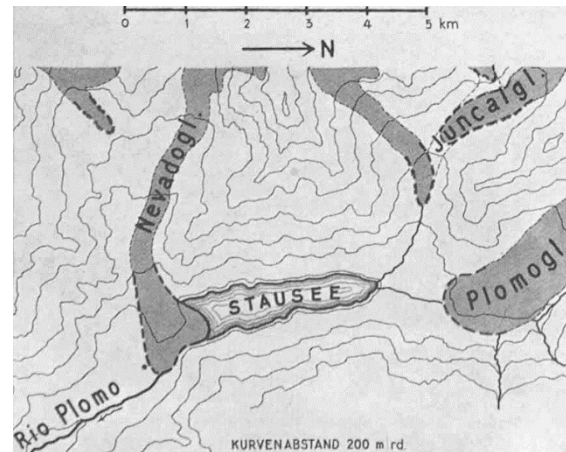 0 1 2 3 4 5 km
N
Nevadogl.
Juncalgl.
Plomogl.
STAUSEE
Rio Plomo
KURVENABSTAND 200 m rd.